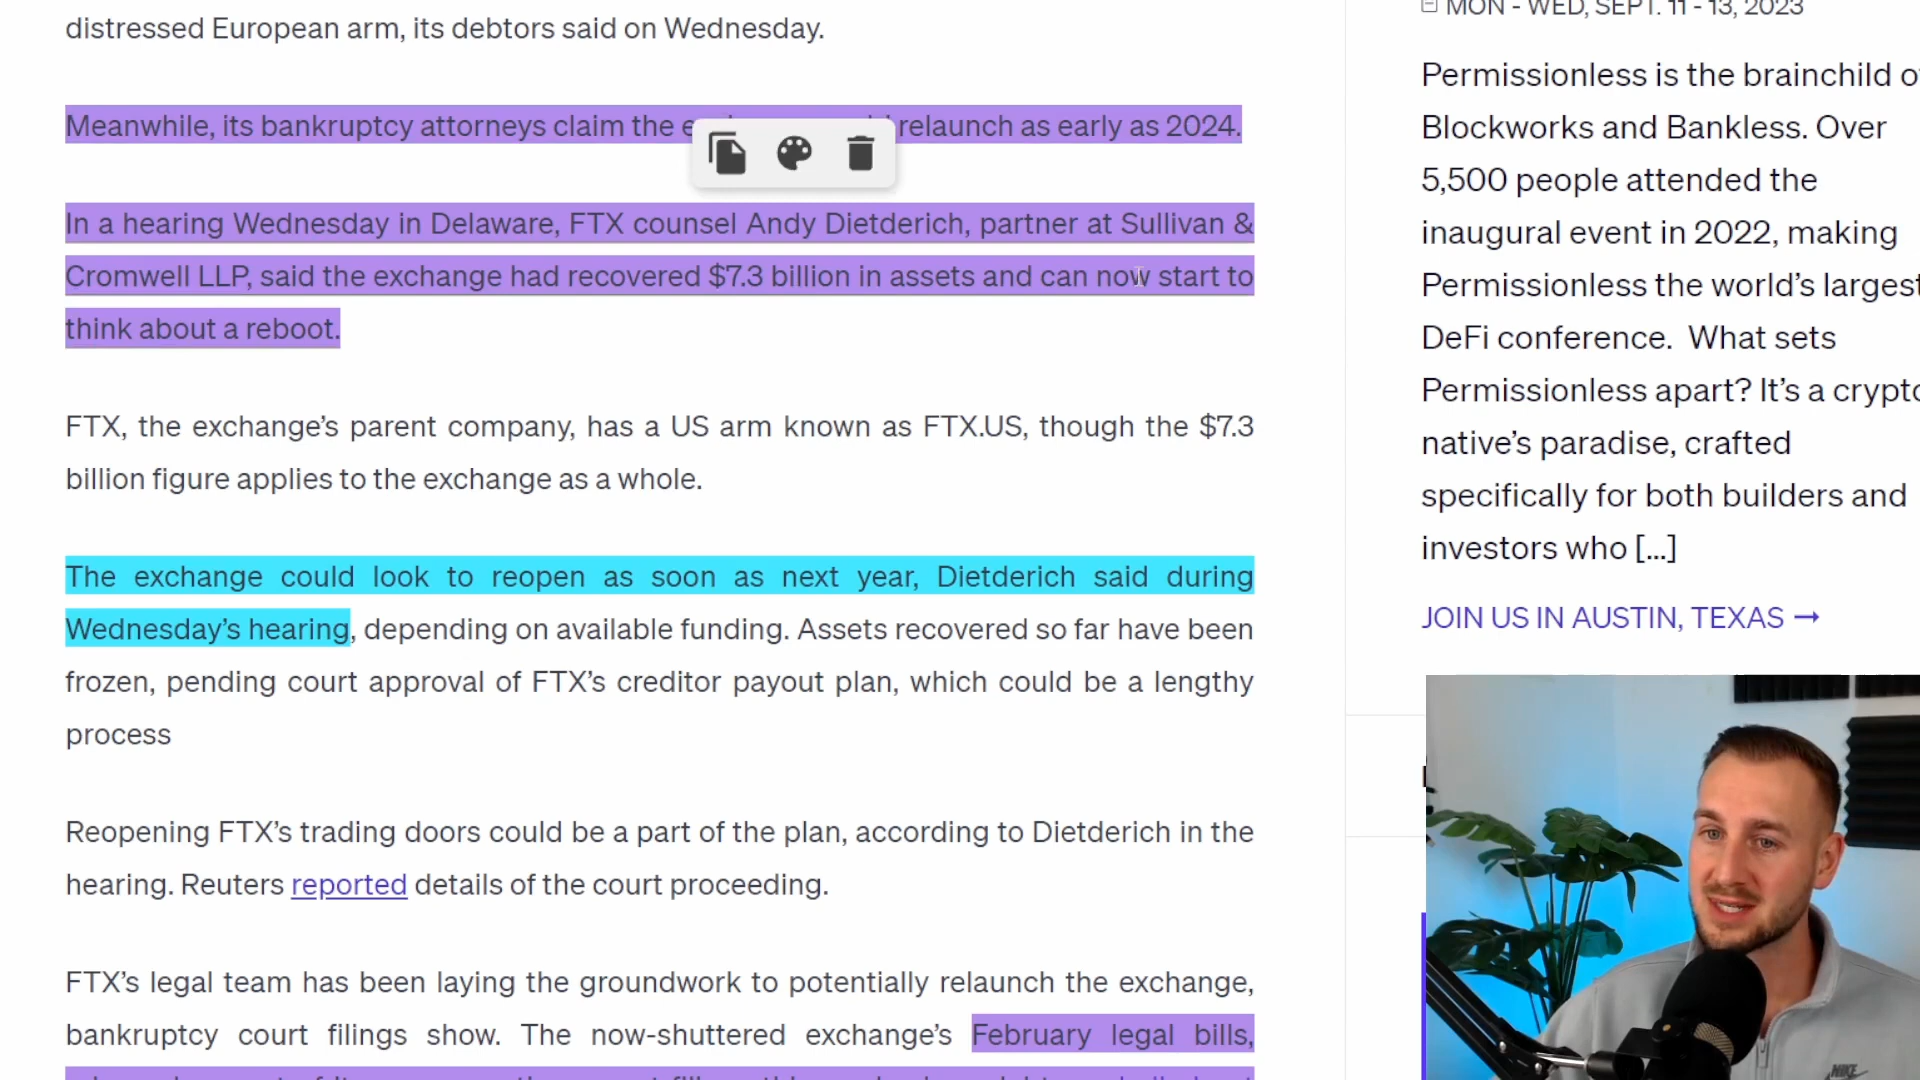 distressed European arm, its debtors said on Wednesday.
Meanwhile, its bankruptcy attorneys claim the relaunch as early as 2024.
In a hearing Wednesday in Delaware, FTX counsel Andy Dietderich, partner at Sullivan &
Cromwell LLP, said the exchange had recovered $7.3 billion in assets and can now start to
think about a reboot.
FTX, the exchange’s parent company, has a US arm known as FTX.US, though the $7.3
billion figure applies to the exchange as a whole.
The exchange could look to reopen as soon as next year, Dietderich said during
Wednesday’s hearing, depending on available funding. Assets recovered so far have been
frozen, pending court approval of FTX’s creditor payout plan, which could be a lengthy
process
Reopening FTX’s trading doors could be a part of the plan, according to Dietderich in the
hearing. Reuters reported details of the court proceeding.
FTX’s legal team has been laying the groundwork to potentially relaunch the exchange,
bankruptcy court filings show. The now-shuttered exchange’s February legal bills,
MON - WED, SEPT. 11 - 13, 2023
Permissionless is the brainchild
Blockworks and Bankless. Over
5,500 people attended the
inaugural event in 2022, making
Permissionless the world’s largest
DeFi conference. What sets
Permissionless apart? It’s a crypto
native’s paradise, crafted
specifically for both builders and
investors who [...]
JOIN US IN AUSTIN, TEXAS →
NIKE